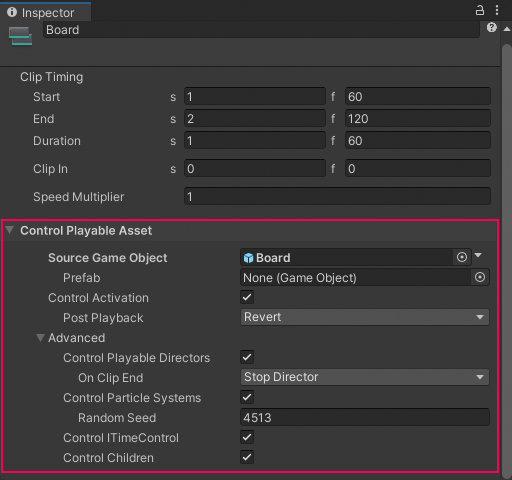 Inspector
Board
Clip Timing
Start s 1 f 60
End s 2 f 120
Duration s 1 f 60
Clip In s 0 f 0
Speed Multiplier 1
Control Playable Asset
Source Game Object Board
Prefab None (Game Object)
Control Activation
Post Playback Revert
Advanced
Control Playable Directors
On Clip End Stop Director
Control Particle Systems
Random Seed 4513
Control ITimeControl
Control Children